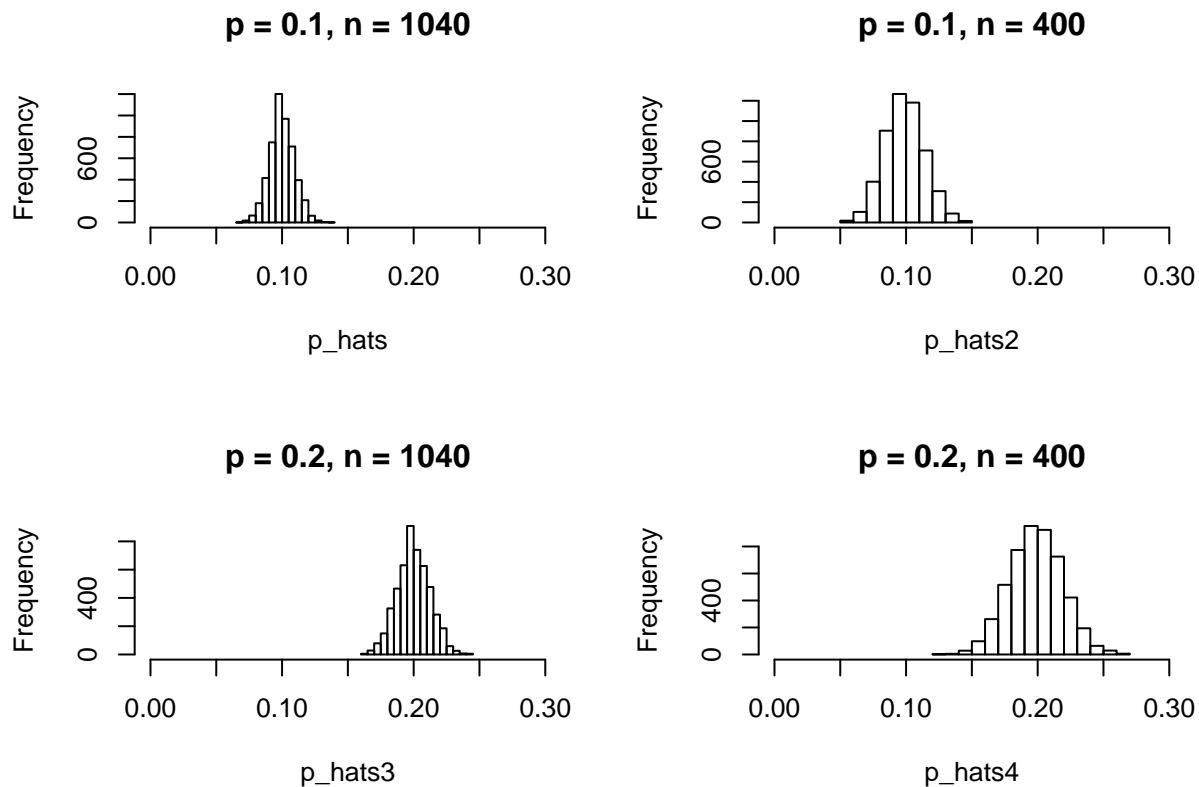 p = 0.1, n = 1040
Frequency
0
600
0.00 0.10 0.20 0.30
p_hats
p = 0.1, n = 400
Frequency
0
600
0.00 0.10 0.20 0.30
p_hats2
p = 0.2, n = 1040
Frequency
0
400
0.00 0.10 0.20 0.30
p_hats3
p = 0.2, n = 400
Frequency
0
400
0.00 0.10 0.20 0.30
p_hats4